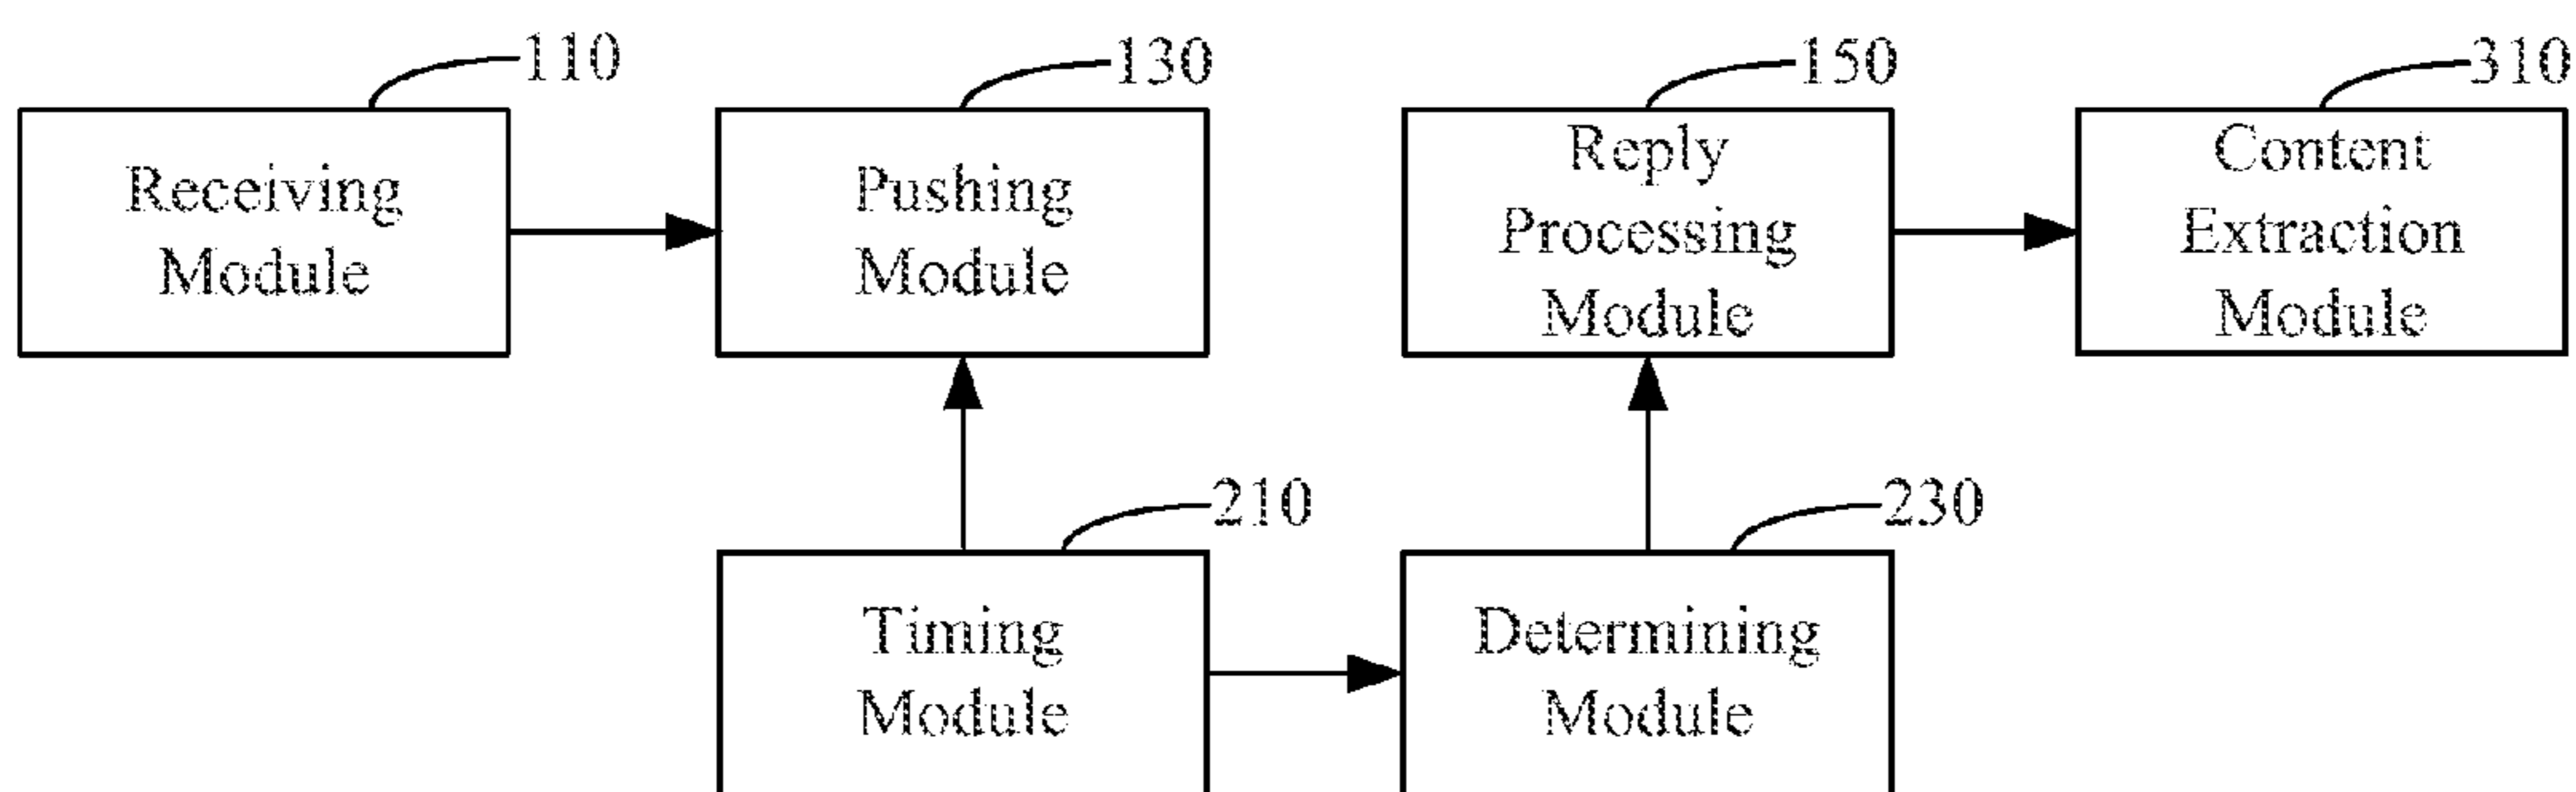 110
130
150
310
Receiving
Module
Pushing
Module
Reply
Processing
Module
Content
Extraction
Module
210
230
Timing
Module
Determining
Module